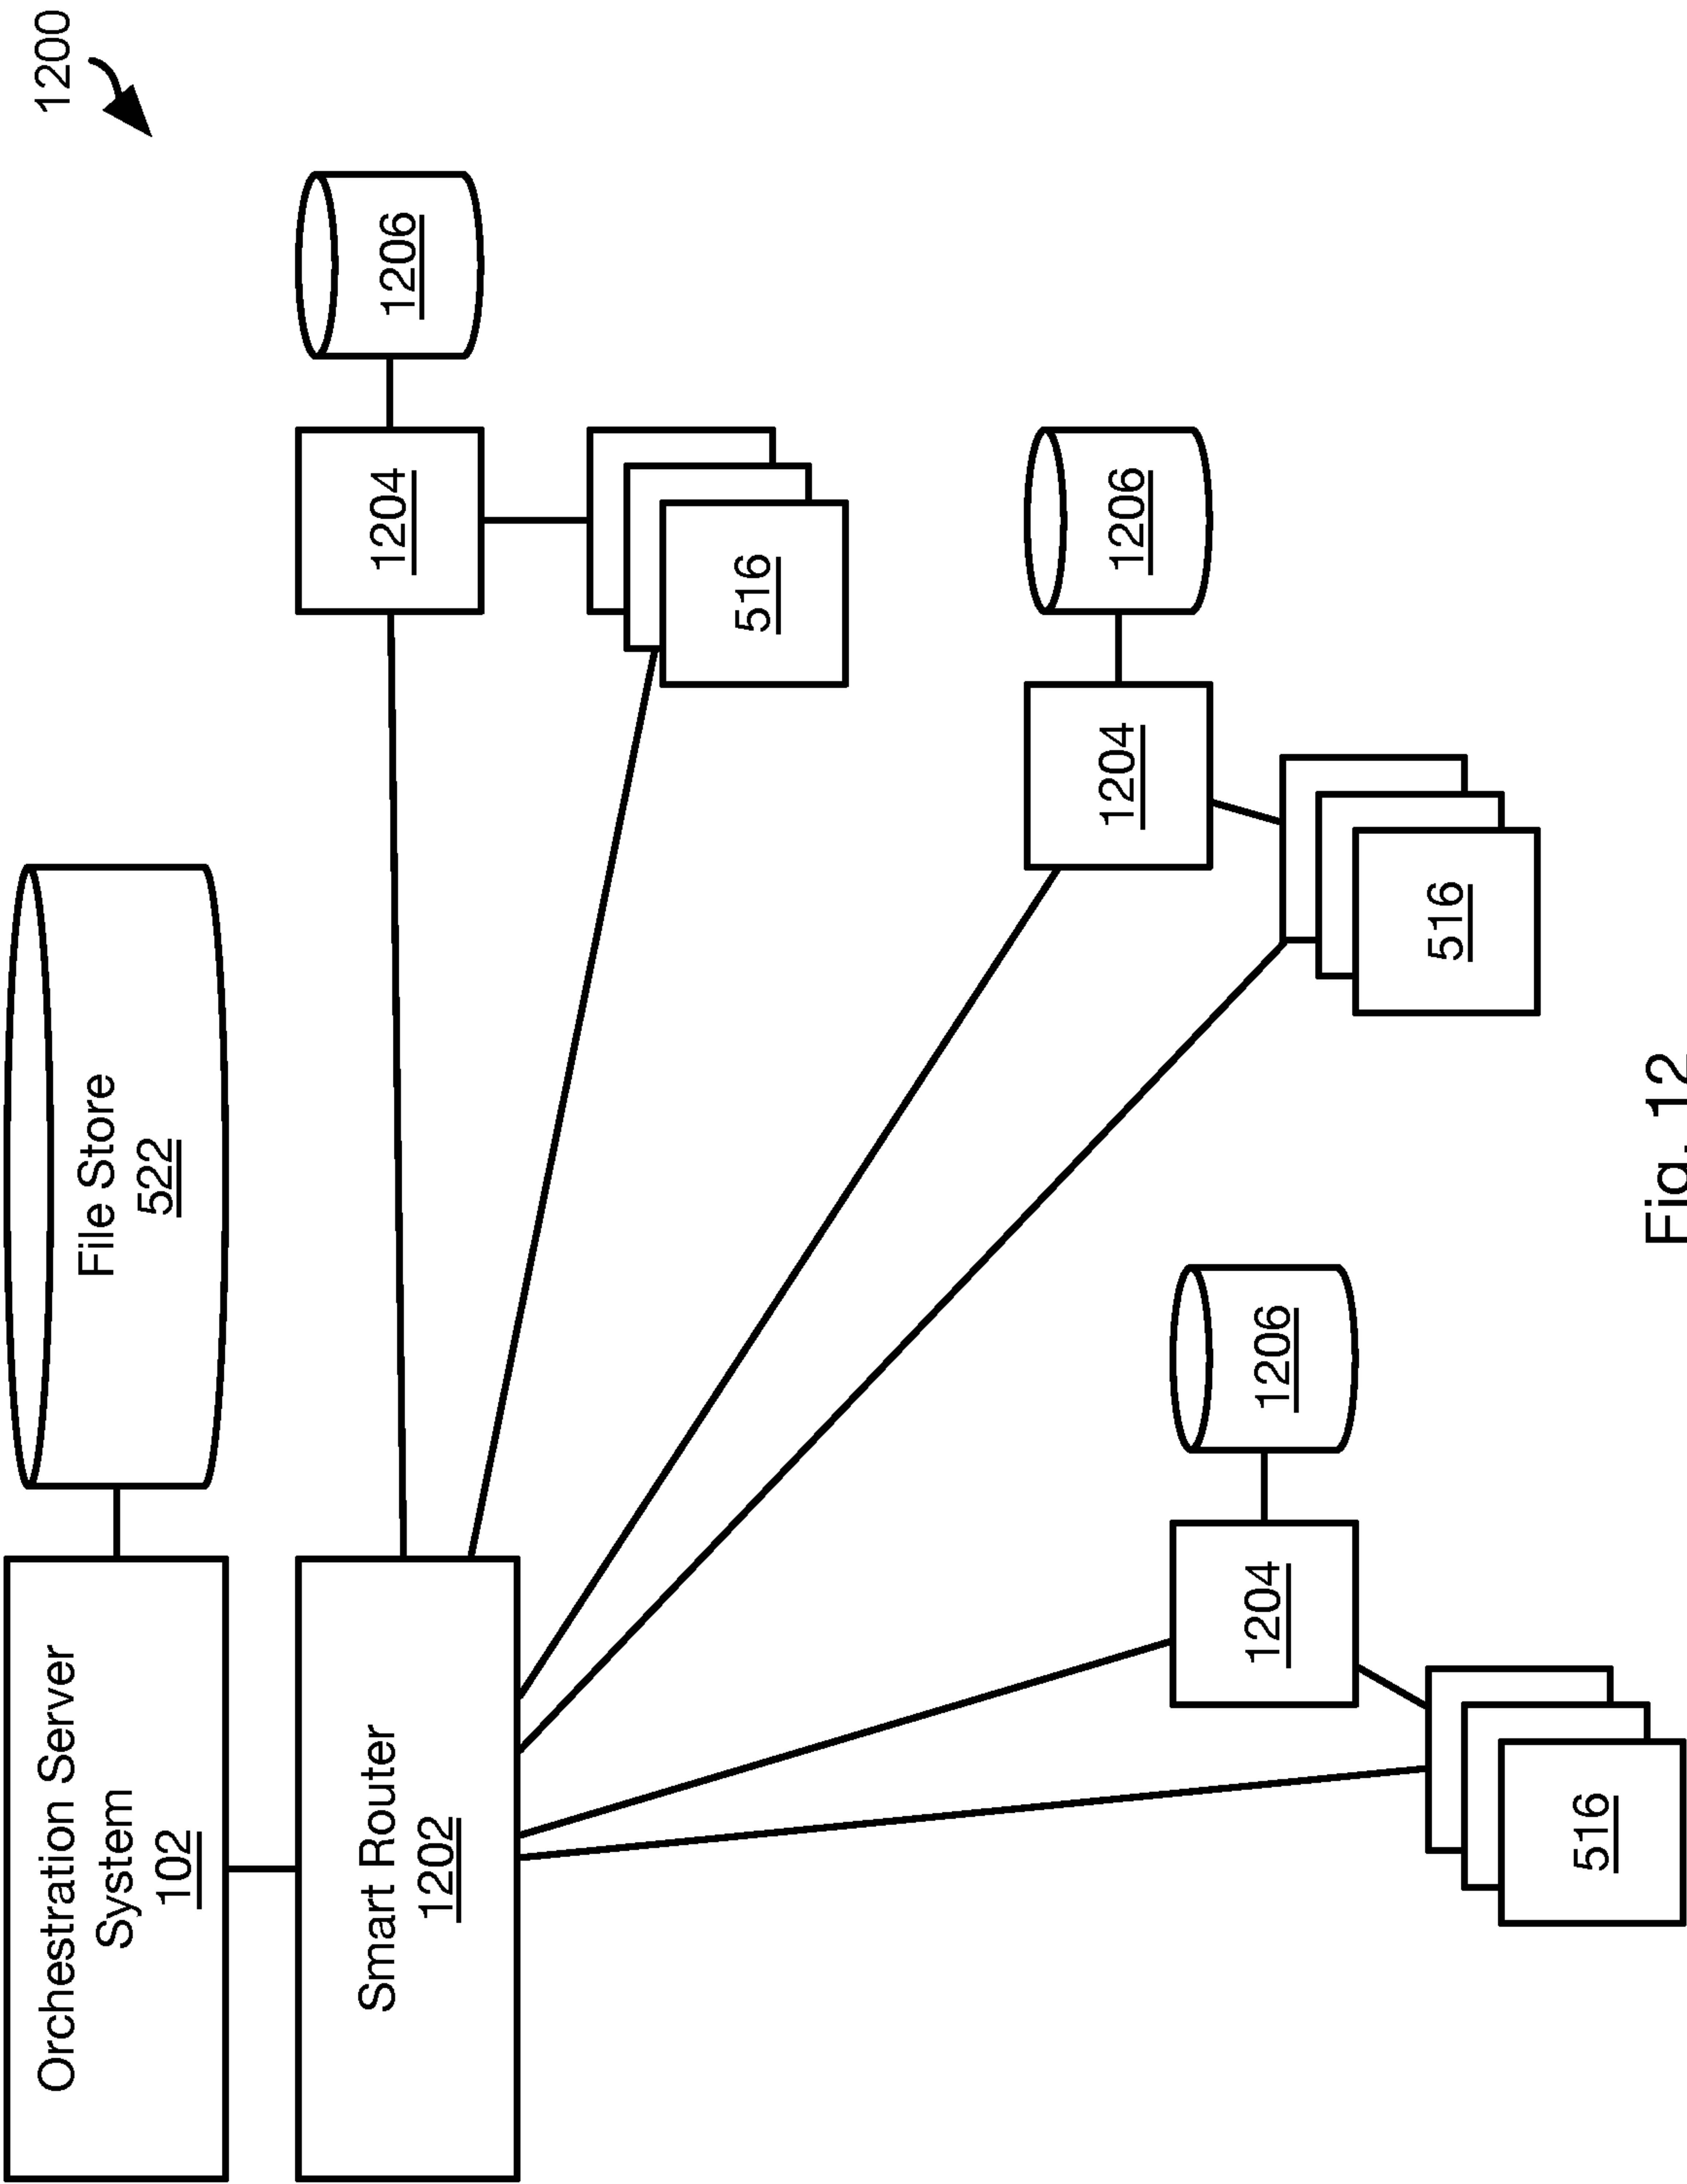 1200
Orchestration Server
System
102
File Store
522
Smart Router
1202
1204
1206
516
1204
1206
516
1204
1206
516
Fig. 12